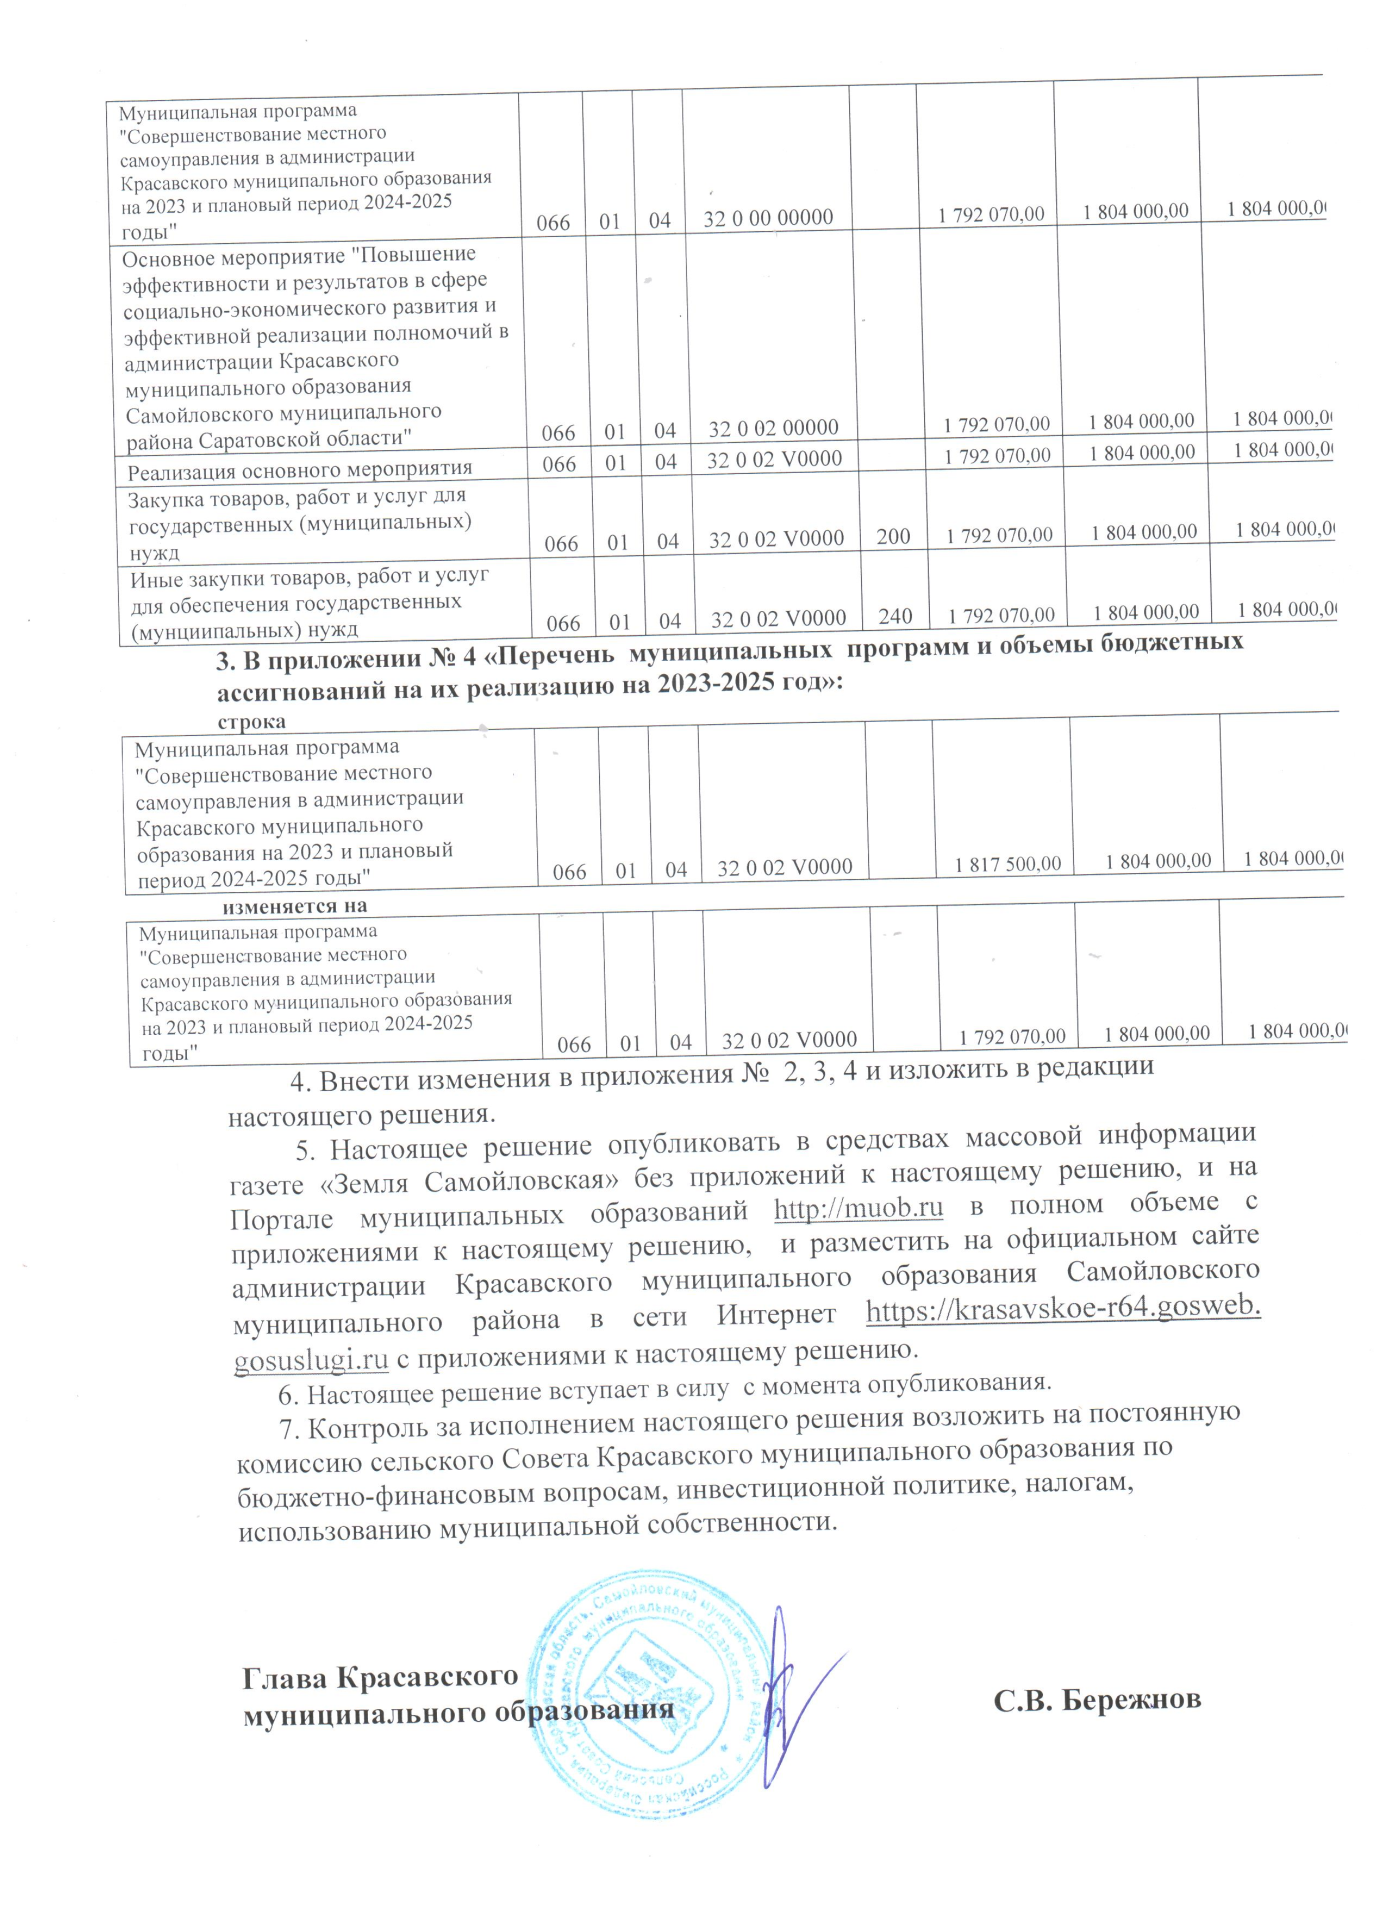 Муниципальная программа
"Совершенствование местного
самоуправления в администрации
Красавского муниципального образования
на 2023 и плановый период 2024-2025
годы" 066 01 04 32 0 00 00000 1 792 070,00 1 804 000,00 1 804 000,0
Основное мероприятие "Повышение
эффективности и результатов в сфере
социально-экономического развития и
эффективной реализации полномочий в
администрации Красавского
муниципального образования
Самойловского муниципального
района Саратовской области" 066 01 04 32 0 02 00000 1 792 070,00 1 804 000,00 1 804 000,0
Реализация основного мероприятия 066 01 04 32 0 02 V0000 1 792 070,00 1 804 000,00 1 804 000,0
Закупка товаров, работ и услуг для
государственных (муниципальных)
нужд 066 01 04 32 0 02 V0000 200 1 792 070,00 1 804 000,00 1 804 000,0
Иные закупки товаров, работ и услуг
для обеспечения государственных
(мунциипальных) нужд 066 01 04 32 0 02 V0000 240 1 792 070,00 1 804 000,00 1 804 000,0
3. В приложении № 4 «Перечень муниципальных программ и объемы бюджетных
ассигнований на их реализацию на 2023-2025 год»:
строка
Муниципальная программа
"Совершенствование местного
самоуправления в администрации
Красавского муниципального
образования на 2023 и плановый
период 2024-2025 годы" 066 01 04 32 0 02 V0000 1 817 500,00 1 804 000,00 1 804 000,0
изменяется на
Муниципальная программа
"Совершенствование местного
самоуправления в администрации
Красавского муниципального образования
на 2023 и плановый период 2024-2025
годы" 066 01 04 32 0 02 V0000 1 792 070,00 1 804 000,00 1 804 000,0
4. Внести изменения в приложения № 2, 3, 4 и изложить в редакции
настоящего решения.
5. Настоящее решение опубликовать в средствах массовой информации
газете «Земля Самойловская» без приложений к настоящему решению, и на
Портале муниципальных образований http://muob.ru в полном объеме с
приложениями к настоящему решению, и разместить на официальном сайте
администрации Красавского муниципального образования Самойловского
муниципального района в сети Интернет https://krasavskoe-r64.gosweb.
gosuslugi.ru с приложениями к настоящему решению.
6. Настоящее решение вступает в силу с момента опубликования.
7. Контроль за исполнением настоящего решения возложить на постоянную
комиссию сельского Совета Красавского муниципального образования по
бюджетно-финансовым вопросам, инвестиционной политике, налогам,
использованию муниципальной собственности.
Глава Красавского
муниципального образования С.В. Бережнов
Российская Федерация, Саратовская область, Самойловский муниципальный район
Сельский Совет Красавского муниципального образования